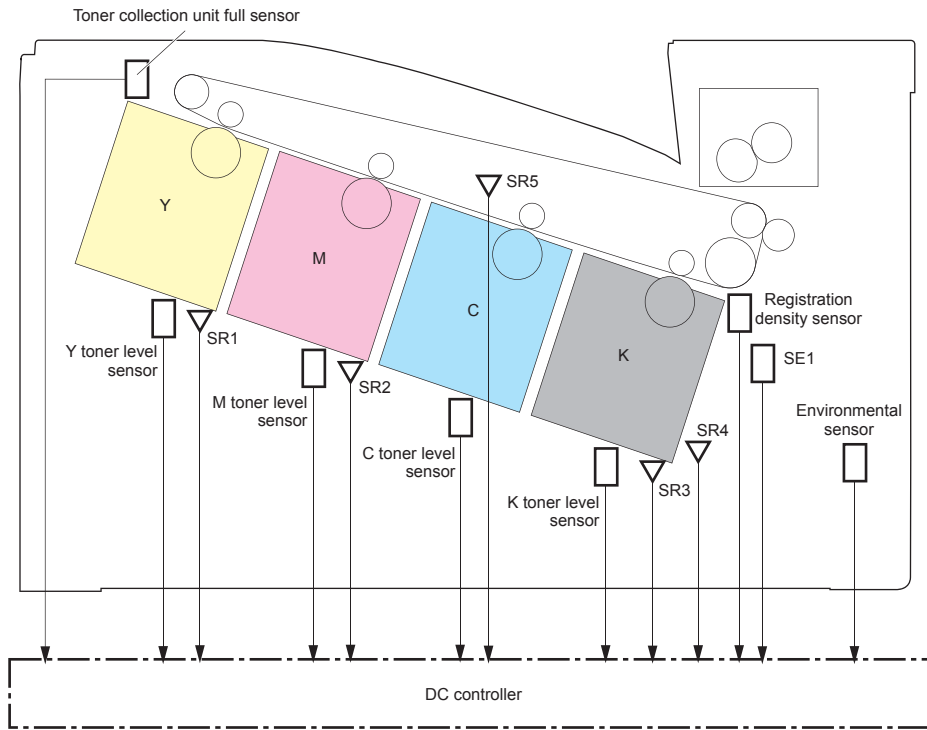 Toner collection unit full sensor
SR5
Y
M
C
K
Registration
density sensor
SE1
Y toner level
sensor
SR1
M toner level
sensor
SR2
C toner level
sensor
K toner level
sensor
SR3
SR4
Environmental
sensor
DC controller